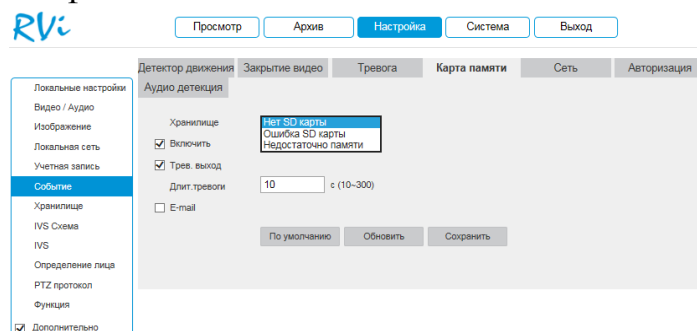 RVi
Просмотр Архив Настройка Система Выход
Детектор движения Закрытие видео Тревога Карта памяти Сеть Авторизация
Аудио детекция
Локальные настройки
Видео / Аудио
Изображение
Локальная сеть
Учетная запись
Событие
Хранилище
IVS Схема
IVS
Определение лица
PTZ протокол
Функция
Дополнительно
Хранилище Нет SD карты
Ошибка SD карты
Недостаточно памяти
Включить
Трев. выход
Длит.тревоги 10 с (10~300)
E-mail
По умолчанию Обновить Сохранить